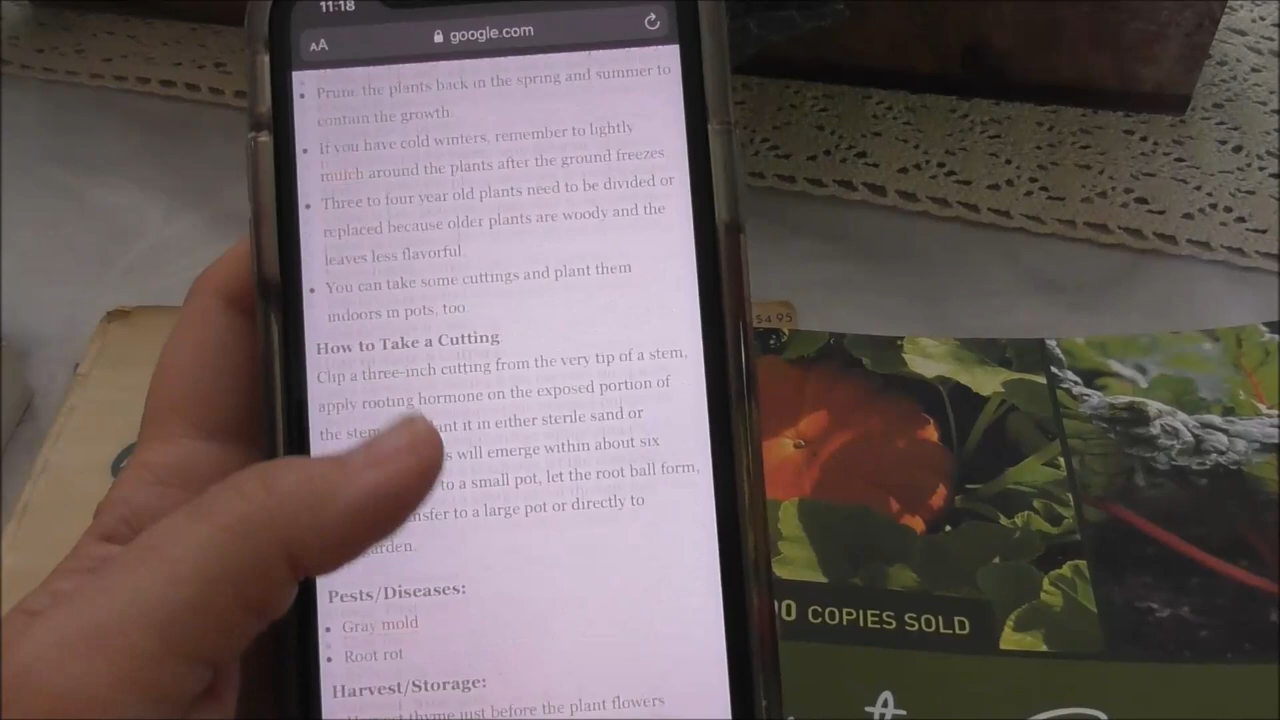 11:18
AA google.com
• Prune the plants back in the spring and summer to
contain the growth.
• If you have cold winters, remember to lightly
mulch around the plants after the ground freezes
• Three to four year old plants need to be divided or
replaced because older plants are woody and the
leaves less flavorful.
• You can take some cuttings and plant them
indoors in pots, too
How to Take a Cutting
Clip a three-inch cutting from the very tip of a stem,
apply rooting hormone on the exposed portion of
the stem it in either sterile sand or
will emerge within about six
to a small pot, let the root ball form,
to a large pot or directly to
garden.
Pests/Diseases:
• Gray mold
• Root rot
Harvest/Storage:
thyme just before the plant flowers
$4.95
COPIES SOLD